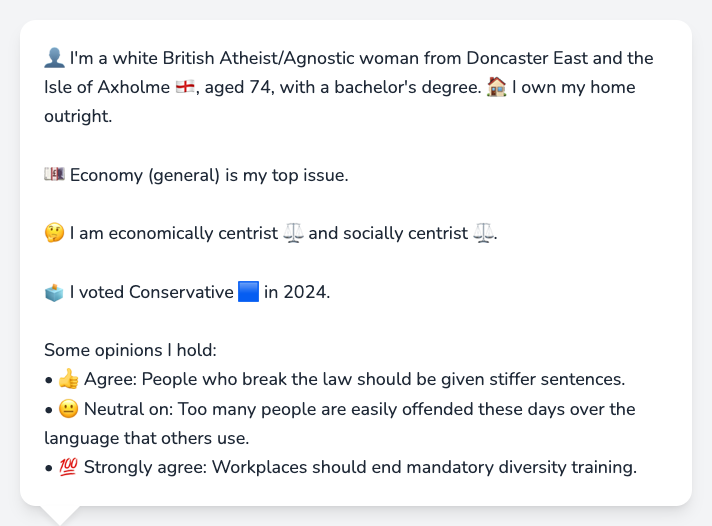 👤 I'm a white British Atheist/Agnostic woman from Doncaster East and the
Isle of Axholme 🏴󠁧󠁢󠁥󠁮󠁧󠁿, aged 74, with a bachelor's degree. 🏠 I own my home
outright.
💷 Economy (general) is my top issue.
🤔 I am economically centrist ⚖️ and socially centrist ⚖️.
🗳️ I voted Conservative 🟦 in 2024.
Some opinions I hold:
• 👍 Agree: People who break the law should be given stiffer sentences.
• 😐 Neutral on: Too many people are easily offended these days over the
language that others use.
• 💯 Strongly agree: Workplaces should end mandatory diversity training.